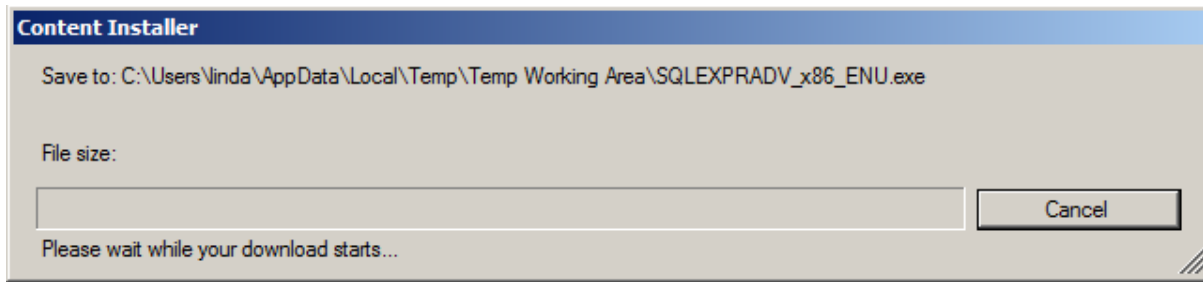 Content Installer
Save to: C:\Users\linda\AppData\Local\Temp\Temp Working Area\SQLEXPRADV_x86_ENU.exe
File size:
Cancel
Please wait while your download starts...